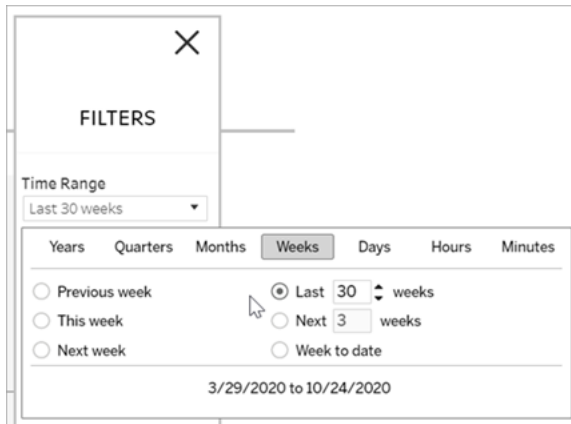 FILTERS
Time Range
Last 30 weeks
Years Quarters Months Weeks Days Hours Minutes
Previous week Last 30 weeks
This week Next 3 weeks
Next week Week to date
3/29/2020 to 10/24/2020